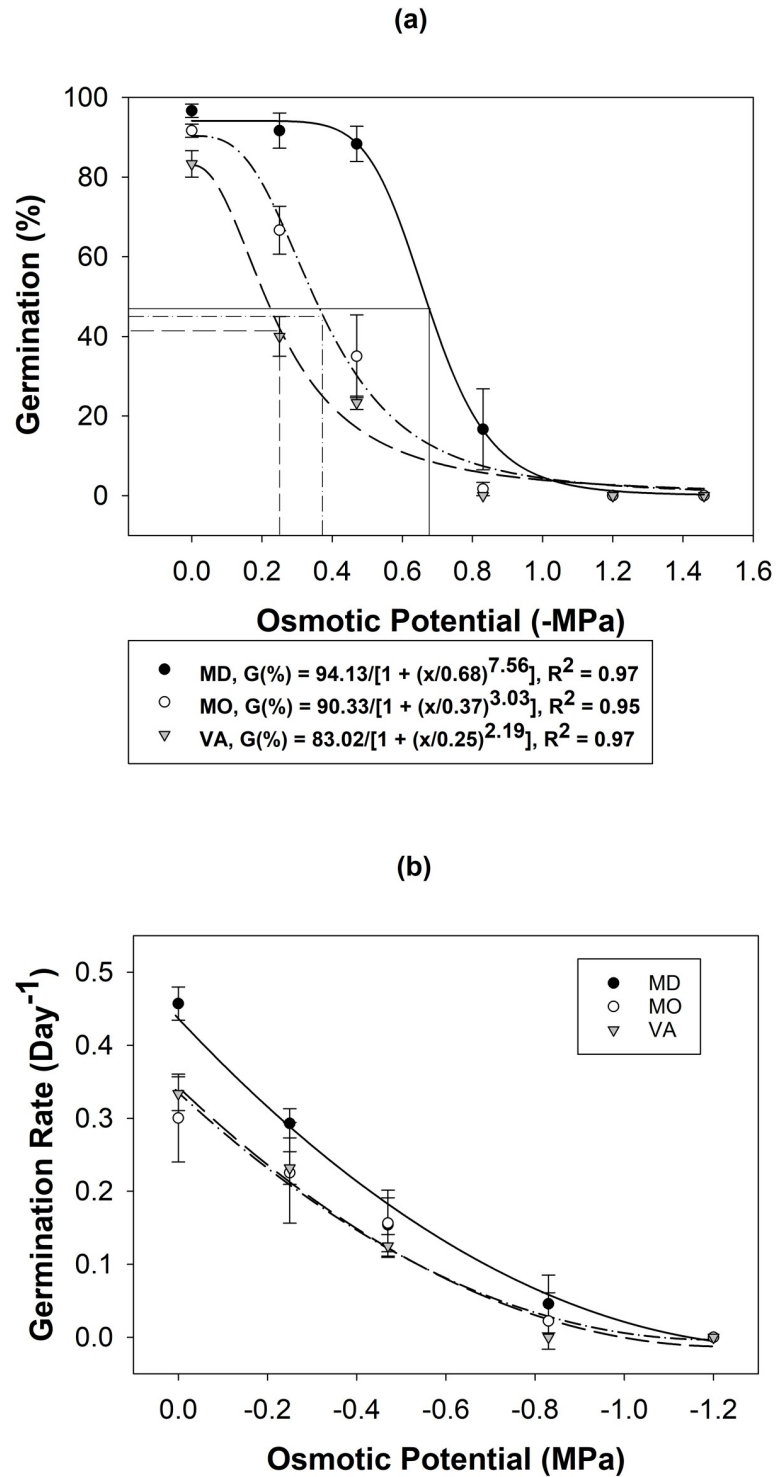 (a)
Germination (%)
100
80
60
40
20
0
0.0 0.2 0.4 0.6 0.8 1.0 1.2 1.4 1.6
Osmotic Potential (-MPa)
MD, G(%) = 94.13/[1 + (x/0.68)^7.56], R^2 = 0.97
MO, G(%) = 90.33/[1 + (x/0.37)^3.03], R^2 = 0.95
VA, G(%) = 83.02/[1 + (x/0.25)^2.19], R^2 = 0.97
(b)
Germination Rate (Day^-1)
0.5
0.4
0.3
0.2
0.1
0.0
MD
MO
VA
0.0 -0.2 -0.4 -0.6 -0.8 -1.0 -1.2
Osmotic Potential (MPa)